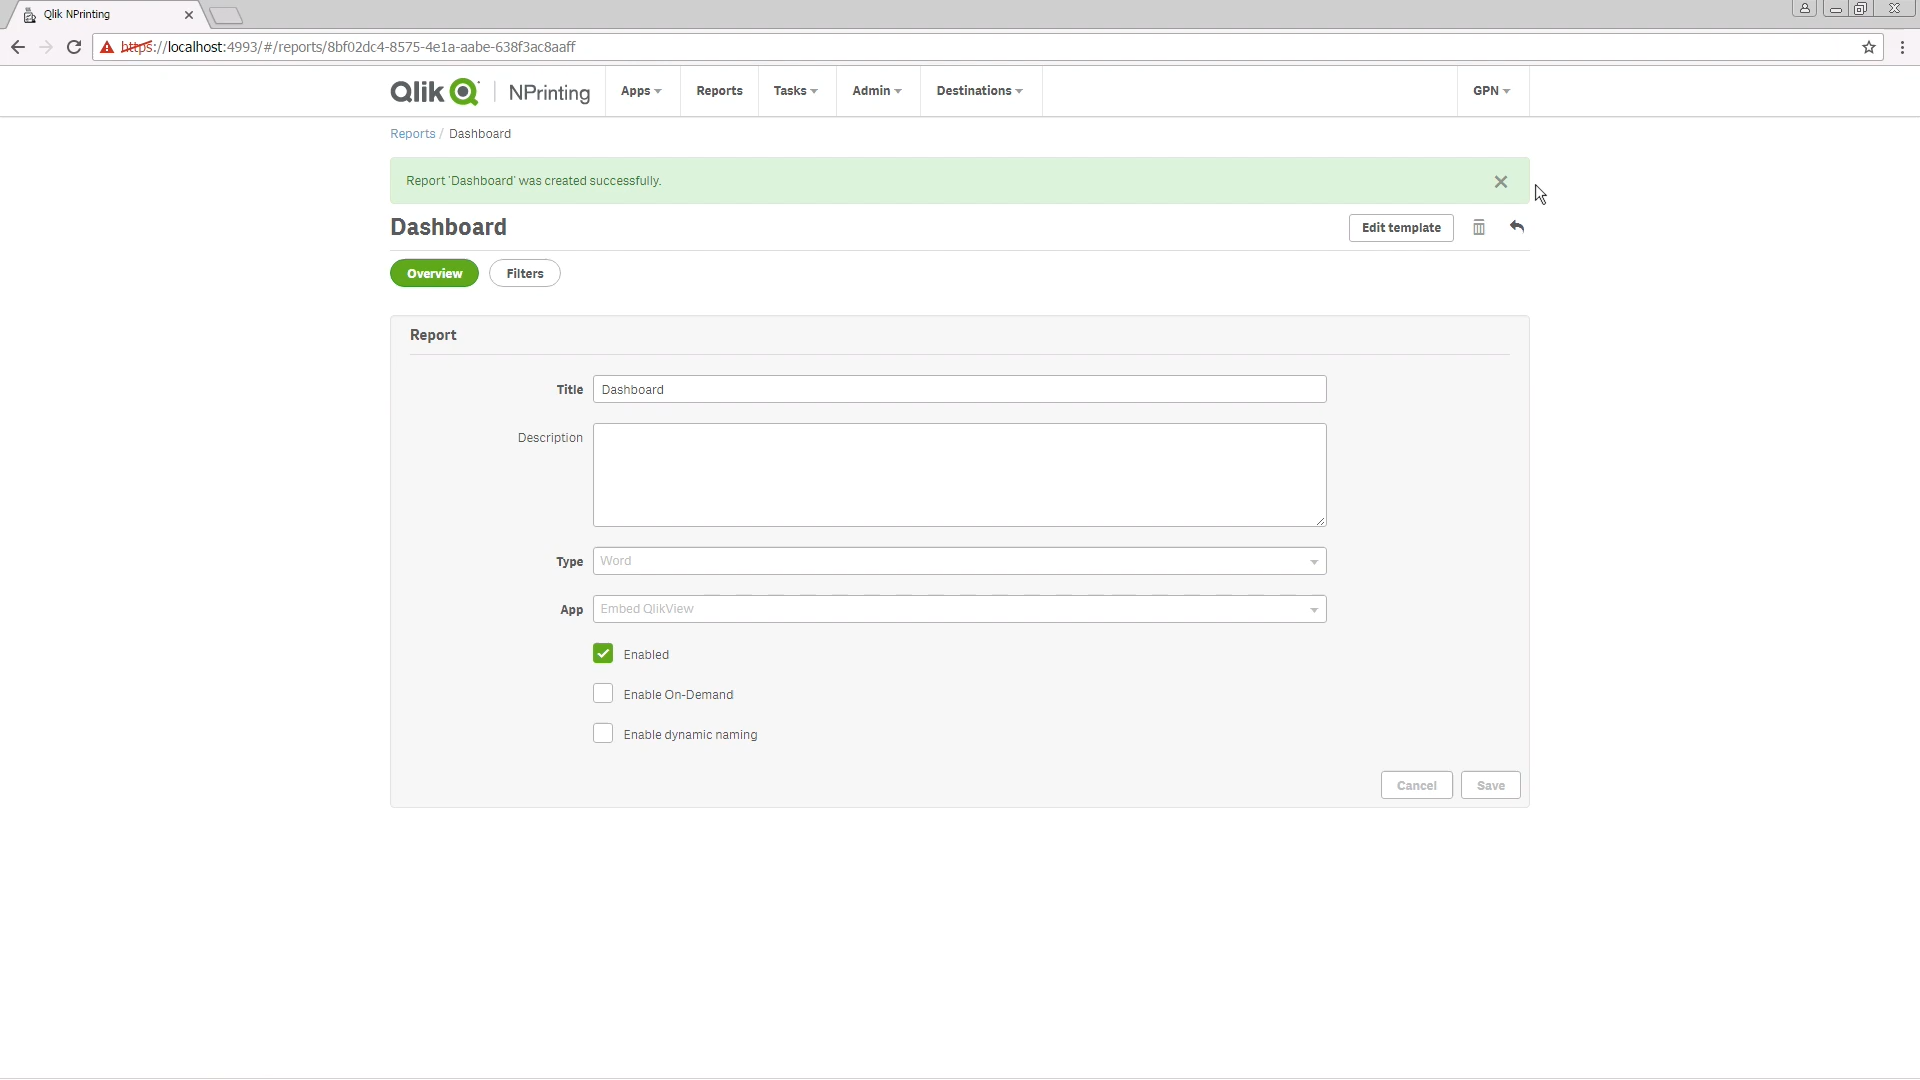 Qlik NPrinting
https://localhost:4993/#/reports/8bf02dc4-8575-4e1a-aabe-638f3ac8aaff
Qlik NPrinting Apps Reports Tasks Admin Destinations GPN
Reports / Dashboard
Report 'Dashboard' was created successfully.
Dashboard Edit template
Overview Filters
Report
Title Dashboard
Description
Type Word
App Embed QlikView
Enabled
Enable On-Demand
Enable dynamic naming
Cancel Save